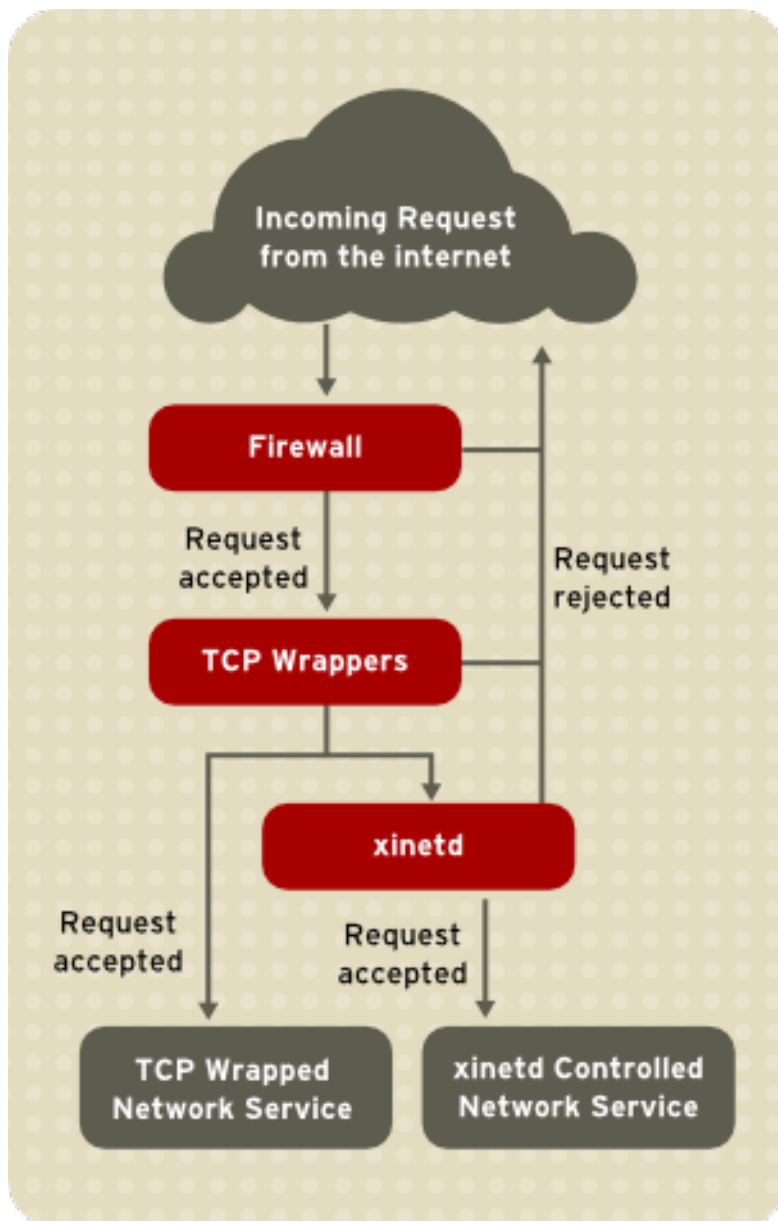 Incoming Request
from the internet
Firewall
Request
accepted
Request
rejected
TCP Wrappers
xinetd
Request
accepted
Request
accepted
TCP Wrapped
Network Service
xinetd Controlled
Network Service